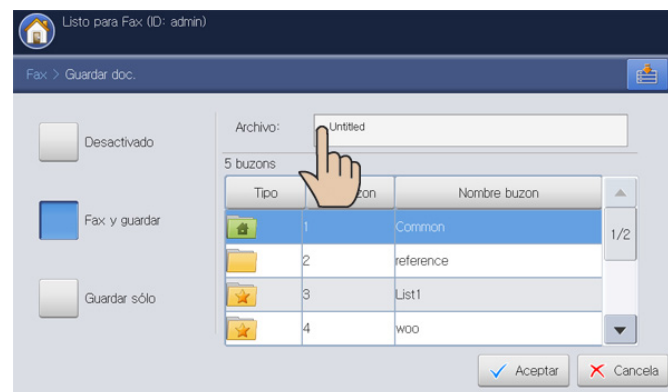 Listo para Fax (ID: admin)
Fax > Guardar doc.
Desactivado
Fax y guardar
Guardar sólo
Archivo: Untitled
5 buzons
Tipo zon Nombre buzon
1 Common
2 reference
3 List1
4 woo
1/2
Aceptar Cancela